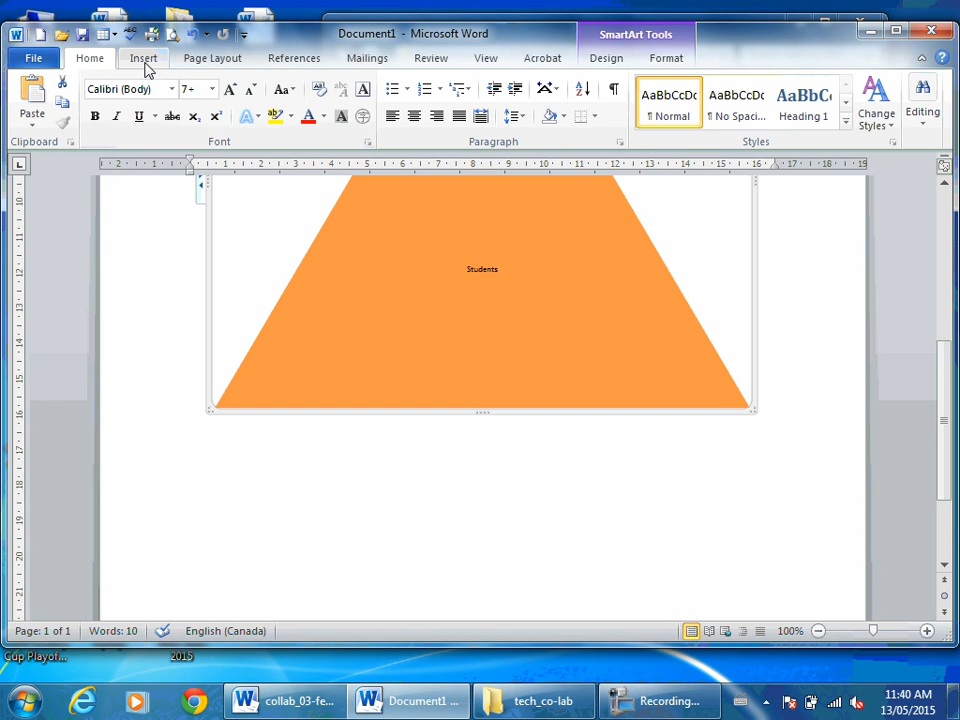 Document1 - Microsoft Word
SmartArt Tools
File
Home
Insert
Page Layout
References
Mailings
Review
View
Acrobat
Design
Format
Paste
Calibri (Body)
7+
AaBbCcDc
AaBbCcDc
AaBbC
¶ Normal
¶ No Spaci...
Heading 1
Change
Styles
Editing
Clipboard
Font
Paragraph
Styles
Students
Page: 1 of 1
Words: 10
English (Canada)
100%
Cup Playof...
2015
collab_03-fe...
Document1 ...
tech_co-lab
Recording...
11:40 AM
13/05/2015